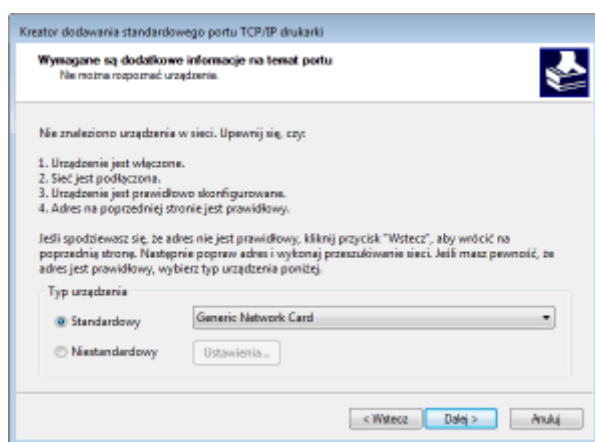 Kreator dodawania standardowego portu TCP/IP drukarki
Wymagane są dodatkowe informacje na temat portu
Nie można rozpoznać urządzenia.
Nie znaleziono urządzenia w sieci. Upewnij się, czy:
1. Urządzenie jest włączone.
2. Sieć jest podłączona.
3. Urządzenie jest prawidłowo skonfigurowane.
4. Adres na poprzedniej stronie jest prawidłowy.
Jeśli spodziewasz się, że adres nie jest prawidłowy, kliknij przycisk "Wstecz", aby wrócić na
poprzednią stronę. Następnie popraw adres i wykonaj przeszukiwanie sieci. Jeśli masz pewność, że
adres jest prawidłowy, wybierz typ urządzenia poniżej.
Typ urządzenia
Standardowy
Generic Network Card
Niestandardowy
Ustawienia...
< Wstecz
Dalej >
Anuluj